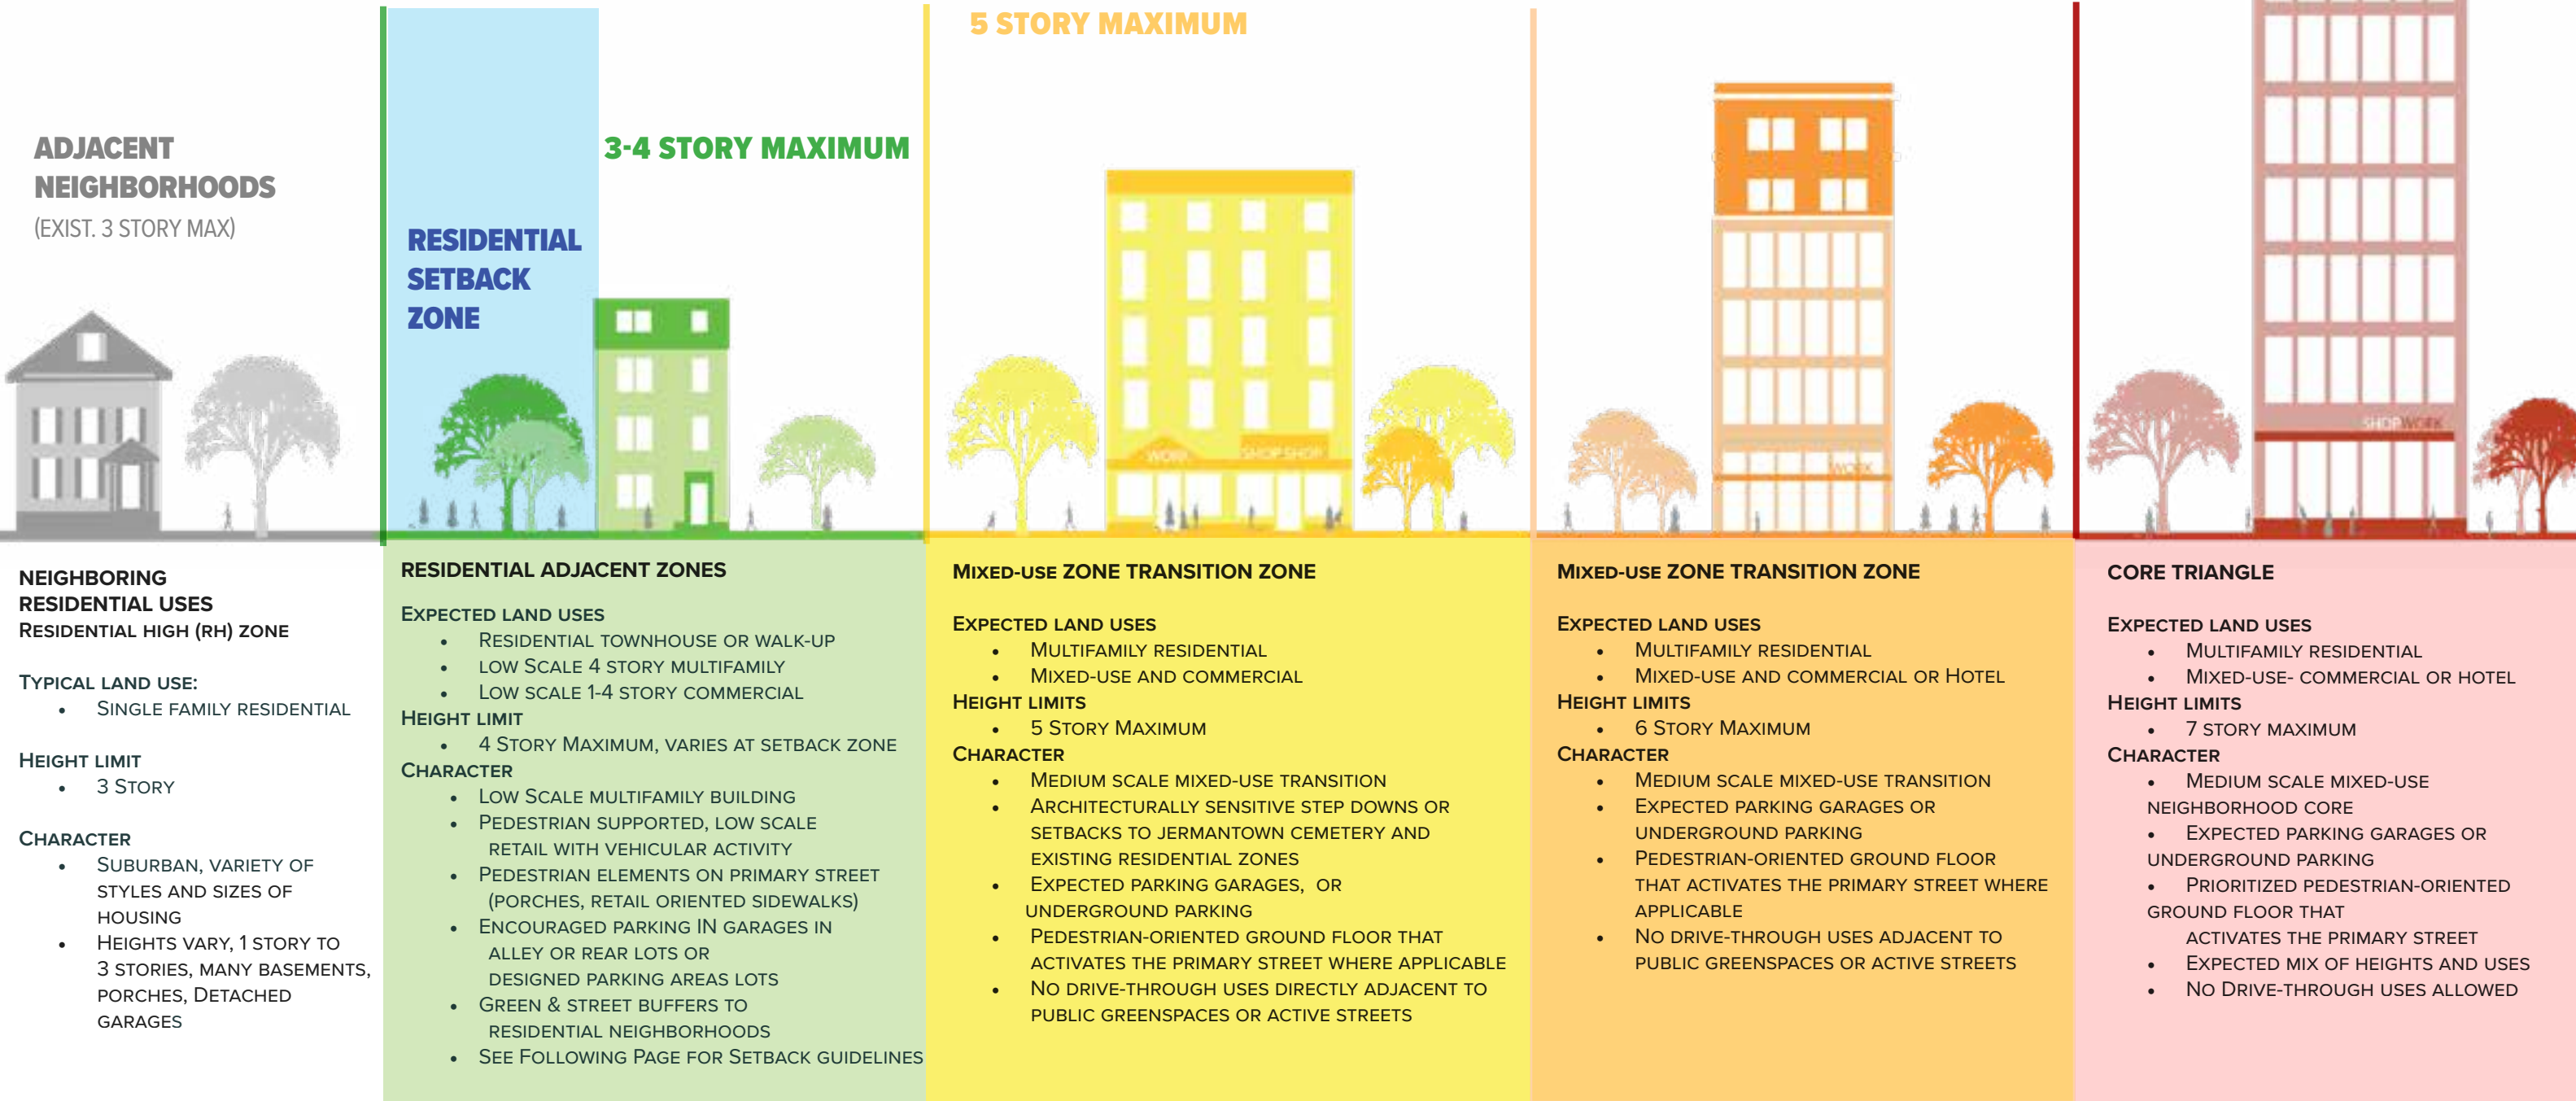 5 STORY MAXIMUM
ADJACENT
NEIGHBORHOODS
(EXIST. 3 STORY MAX)
3-4 STORY MAXIMUM
RESIDENTIAL
SETBACK
ZONE
WORK
SHOP SHOP
WORK
SHOPWORK
NEIGHBORING
RESIDENTIAL USES
RESIDENTIAL HIGH (RH) ZONE
TYPICAL LAND USE:
• SINGLE FAMILY RESIDENTIAL
HEIGHT LIMIT
• 3 STORY
CHARACTER
• SUBURBAN, VARIETY OF
STYLES AND SIZES OF
HOUSING
• HEIGHTS VARY, 1 STORY TO
3 STORIES, MANY BASEMENTS,
PORCHES, DETACHED
GARAGES
RESIDENTIAL ADJACENT ZONES
EXPECTED LAND USES
• RESIDENTIAL TOWNHOUSE OR WALK-UP
• LOW SCALE 4 STORY MULTIFAMILY
• LOW SCALE 1-4 STORY COMMERCIAL
HEIGHT LIMIT
• 4 STORY MAXIMUM, VARIES AT SETBACK ZONE
CHARACTER
• LOW SCALE MULTIFAMILY BUILDING
• PEDESTRIAN SUPPORTED, LOW SCALE
RETAIL WITH VEHICULAR ACTIVITY
• PEDESTRIAN ELEMENTS ON PRIMARY STREET
(PORCHES, RETAIL ORIENTED SIDEWALKS)
• ENCOURAGED PARKING IN GARAGES IN
ALLEY OR REAR LOTS OR
DESIGNED PARKING AREAS LOTS
• GREEN & STREET BUFFERS TO
RESIDENTIAL NEIGHBORHOODS
• SEE FOLLOWING PAGE FOR SETBACK GUIDELINES
MIXED-USE ZONE TRANSITION ZONE
EXPECTED LAND USES
• MULTIFAMILY RESIDENTIAL
• MIXED-USE AND COMMERCIAL
HEIGHT LIMITS
• 5 STORY MAXIMUM
CHARACTER
• MEDIUM SCALE MIXED-USE TRANSITION
• ARCHITECTURALLY SENSITIVE STEP DOWNS OR
SETBACKS TO JERMANTOWN CEMETERY AND
EXISTING RESIDENTIAL ZONES
• EXPECTED PARKING GARAGES, OR
UNDERGROUND PARKING
• PEDESTRIAN-ORIENTED GROUND FLOOR THAT
ACTIVATES THE PRIMARY STREET WHERE APPLICABLE
• NO DRIVE-THROUGH USES DIRECTLY ADJACENT TO
PUBLIC GREENSPACES OR ACTIVE STREETS
MIXED-USE ZONE TRANSITION ZONE
EXPECTED LAND USES
• MULTIFAMILY RESIDENTIAL
• MIXED-USE AND COMMERCIAL OR HOTEL
HEIGHT LIMITS
• 6 STORY MAXIMUM
CHARACTER
• MEDIUM SCALE MIXED-USE TRANSITION
• EXPECTED PARKING GARAGES OR
UNDERGROUND PARKING
• PEDESTRIAN-ORIENTED GROUND FLOOR
THAT ACTIVATES THE PRIMARY STREET WHERE
APPLICABLE
• NO DRIVE-THROUGH USES ADJACENT TO
PUBLIC GREENSPACES OR ACTIVE STREETS
CORE TRIANGLE
EXPECTED LAND USES
• MULTIFAMILY RESIDENTIAL
• MIXED-USE- COMMERCIAL OR HOTEL
HEIGHT LIMITS
• 7 STORY MAXIMUM
CHARACTER
• MEDIUM SCALE MIXED-USE
NEIGHBORHOOD CORE
• EXPECTED PARKING GARAGES OR
UNDERGROUND PARKING
• PRIORITIZED PEDESTRIAN-ORIENTED
GROUND FLOOR THAT
ACTIVATES THE PRIMARY STREET
• EXPECTED MIX OF HEIGHTS AND USES
• NO DRIVE-THROUGH USES ALLOWED